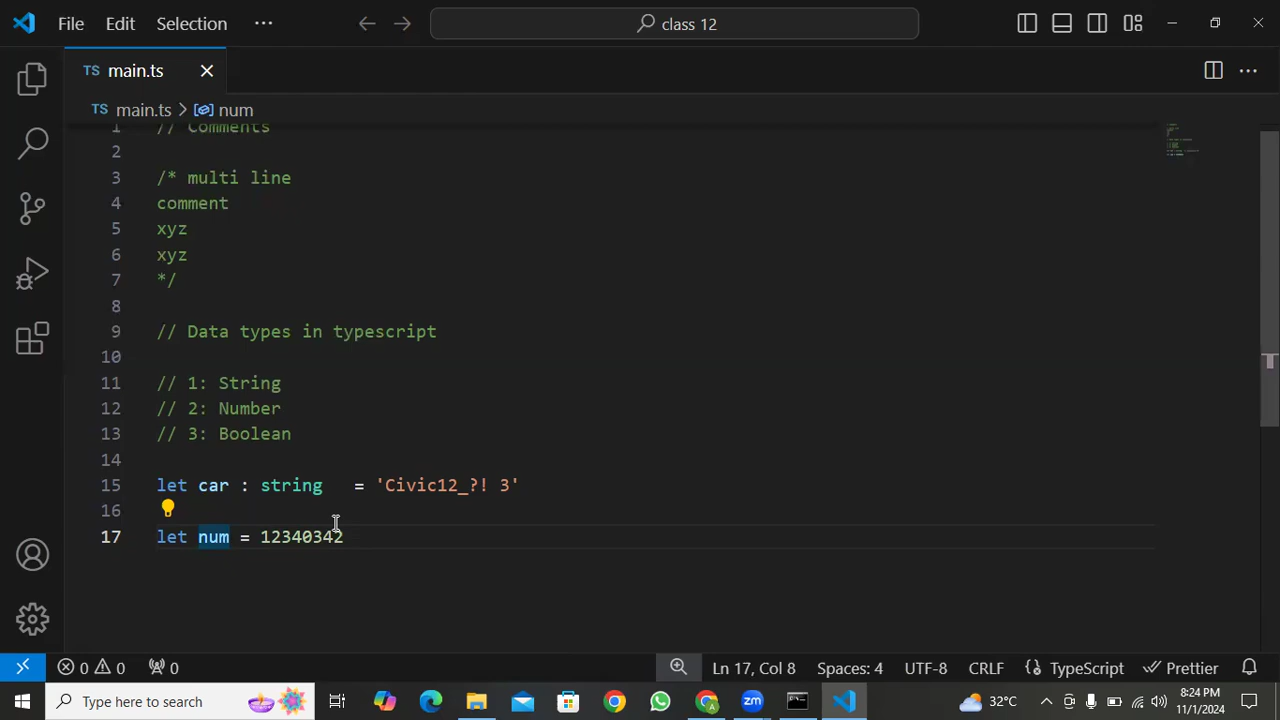 File Edit Selection ··· class 12
TS main.ts
TS main.ts > num
1 // Comments
2
3 /* multi line
4 comment
5 xyz
6 xyz
7 */
8
9 // Data types in typescript
10
11 // 1: String
12 // 2: Number
13 // 3: Boolean
14
15 let car : string   = 'Civic12_?! 3'
16
17 let num = 12340342
0 0 0 Ln 17, Col 8 Spaces: 4 UTF-8 CRLF TypeScript Prettier
Type here to search zm 32°C 8:24 PM
11/1/2024